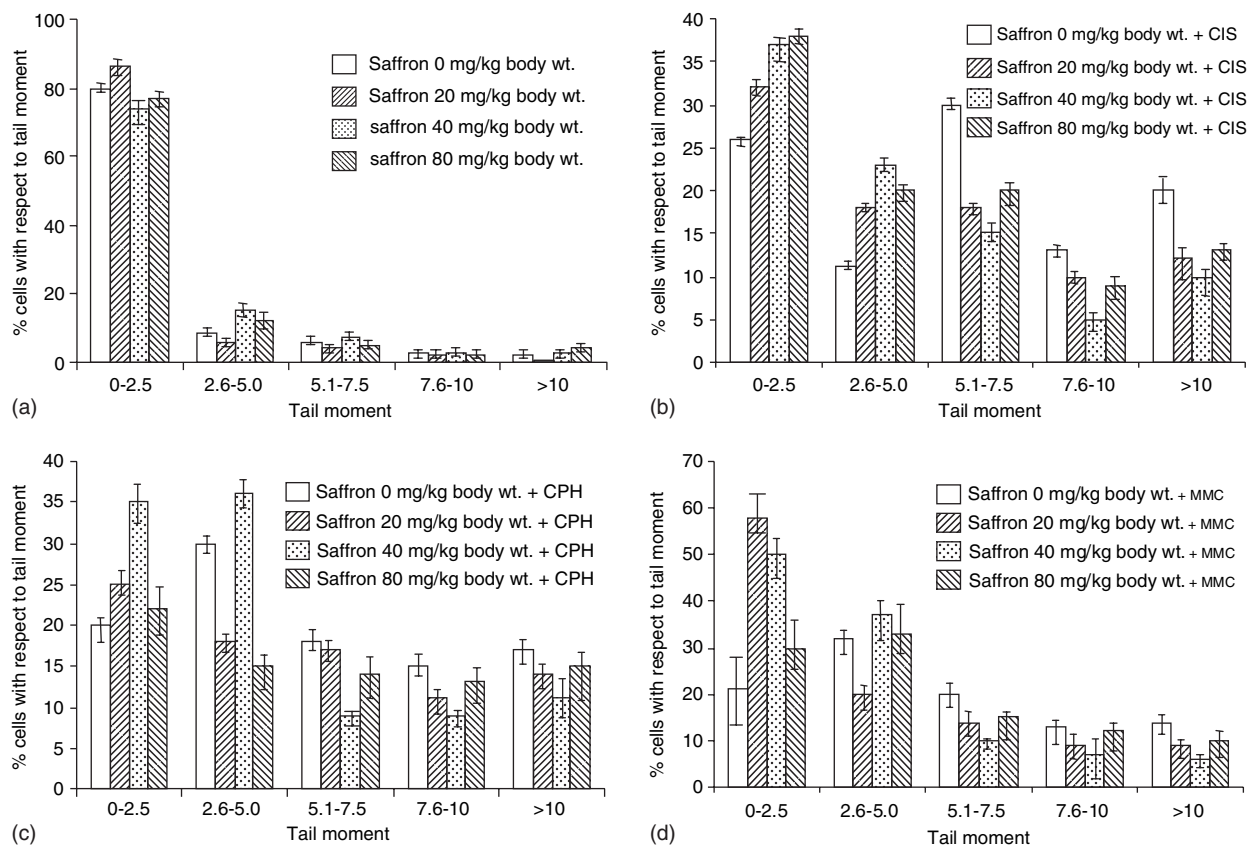 % cells with respect to tail moment
100
80
60
40
20
0
Saffron 0 mg/kg body wt.
Saffron 20 mg/kg body wt.
saffron 40 mg/kg body wt.
saffron 80 mg/kg body wt.
0-2.5 2.6-5.0 5.1-7.5 7.6-10 >10
Tail moment
(a)
% cells with respect to tail moment
40
35
30
25
20
15
10
5
0
Saffron 0 mg/kg body wt. + CIS
Saffron 20 mg/kg body wt. + CIS
Saffron 40 mg/kg body wt. + CIS
Saffron 80 mg/kg body wt. + CIS
0-2.5 2.6-5.0 5.1-7.5 7.6-10 >10
Tail moment
(b)
% cells with respect to tail moment
40
35
30
25
20
15
10
5
0
Saffron 0 mg/kg body wt. + CPH
Saffron 20 mg/kg body wt. + CPH
Saffron 40 mg/kg body wt. + CPH
Saffron 80 mg/kg body wt. + CPH
0-2.5 2.6-5.0 5.1-7.5 7.6-10 >10
Tail moment
(c)
% cells with respect to tail moment
70
60
50
40
30
20
10
0
Saffron 0 mg/kg body wt. + MMC
Saffron 20 mg/kg body wt. + MMC
Saffron 40 mg/kg body wt. + MMC
Saffron 80 mg/kg body wt. + MMC
0-2.5 2.6-5.0 5.1-7.5 7.6-10 >10
Tail moment
(d)